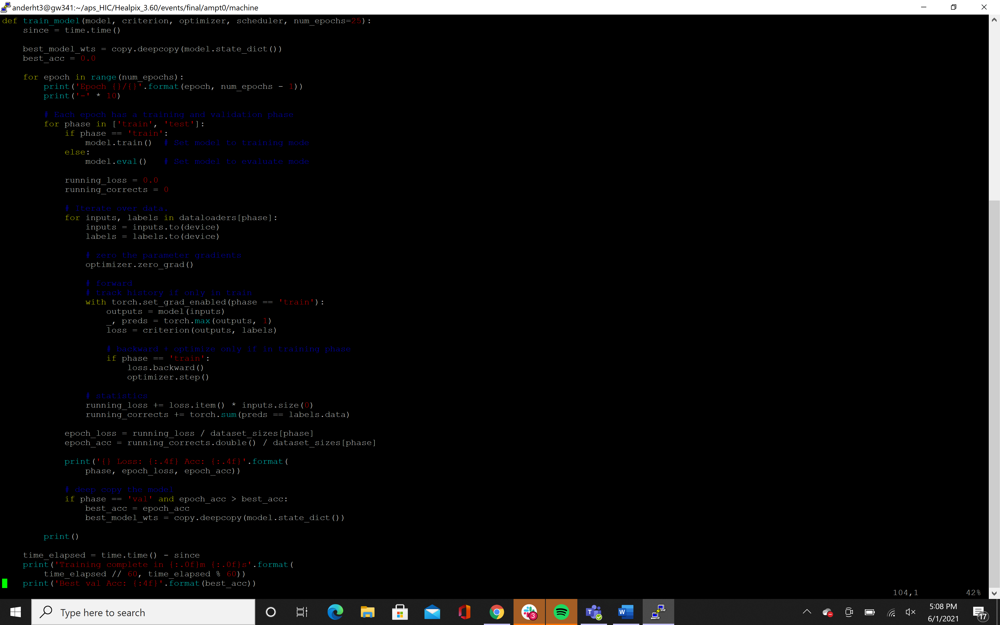 anderht3@gw341:~/aps_HIC/Healpix_3.60/events/final/ampt0/machine
def train_model(model, criterion, optimizer, scheduler, num_epochs=25):
    since = time.time()

    best_model_wts = copy.deepcopy(model.state_dict())
    best_acc = 0.0

    for epoch in range(num_epochs):
        print('Epoch {}/{}'.format(epoch, num_epochs - 1))
        print('-' * 10)

        # Each epoch has a training and validation phase
        for phase in ['train', 'test']:
            if phase == 'train':
                model.train()  # Set model to training mode
            else:
                model.eval()   # Set model to evaluate mode

            running_loss = 0.0
            running_corrects = 0

            # Iterate over data.
            for inputs, labels in dataloaders[phase]:
                inputs = inputs.to(device)
                labels = labels.to(device)

                # zero the parameter gradients
                optimizer.zero_grad()

                # forward
                # track history if only in train
                with torch.set_grad_enabled(phase == 'train'):
                    outputs = model(inputs)
                    _, preds = torch.max(outputs, 1)
                    loss = criterion(outputs, labels)

                    # backward + optimize only if in training phase
                    if phase == 'train':
                        loss.backward()
                        optimizer.step()

                # statistics
                running_loss += loss.item() * inputs.size(0)
                running_corrects += torch.sum(preds == labels.data)

            epoch_loss = running_loss / dataset_sizes[phase]
            epoch_acc = running_corrects.double() / dataset_sizes[phase]

            print('{} Loss: {:.4f} Acc: {:.4f}'.format(
                phase, epoch_loss, epoch_acc))

            # deep copy the model
            if phase == 'val' and epoch_acc > best_acc:
                best_acc = epoch_acc
                best_model_wts = copy.deepcopy(model.state_dict())

        print()

    time_elapsed = time.time() - since
    print('Training complete in {:.0f}m {:.0f}s'.format(
        time_elapsed // 60, time_elapsed % 60))
    print('Best val Acc: {:4f}'.format(best_acc))
104,1 42%
Type here to search
3
T
W
5:08 PM
6/1/2021
17